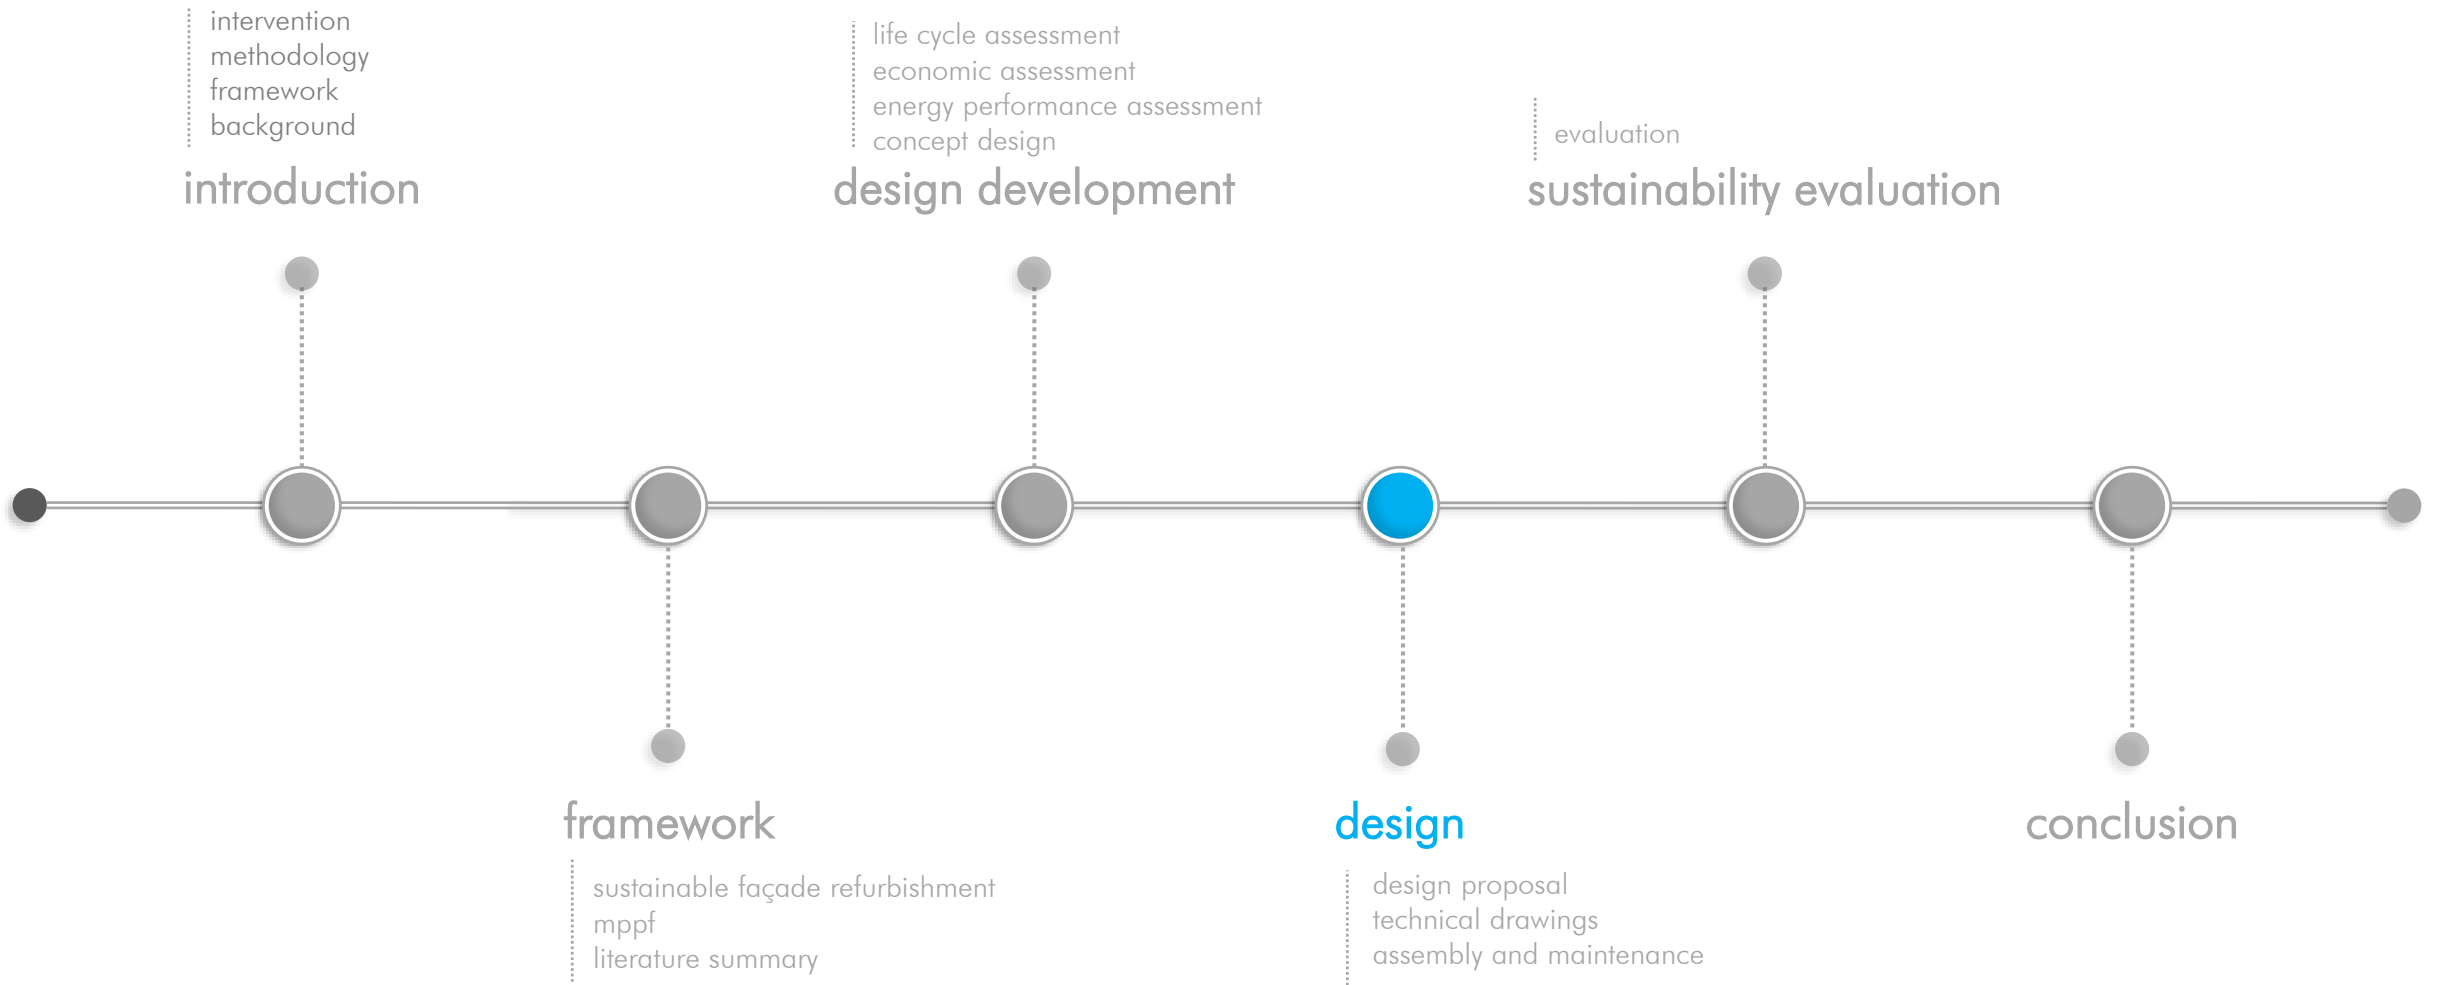 intervention
methodology
framework
background
introduction
life cycle assessment
economic assessment
energy performance assessment
concept design
design development
evaluation
sustainability evaluation
framework
sustainable façade refurbishment
mppf
literature summary
design
design proposal
technical drawings
assembly and maintenance
conclusion